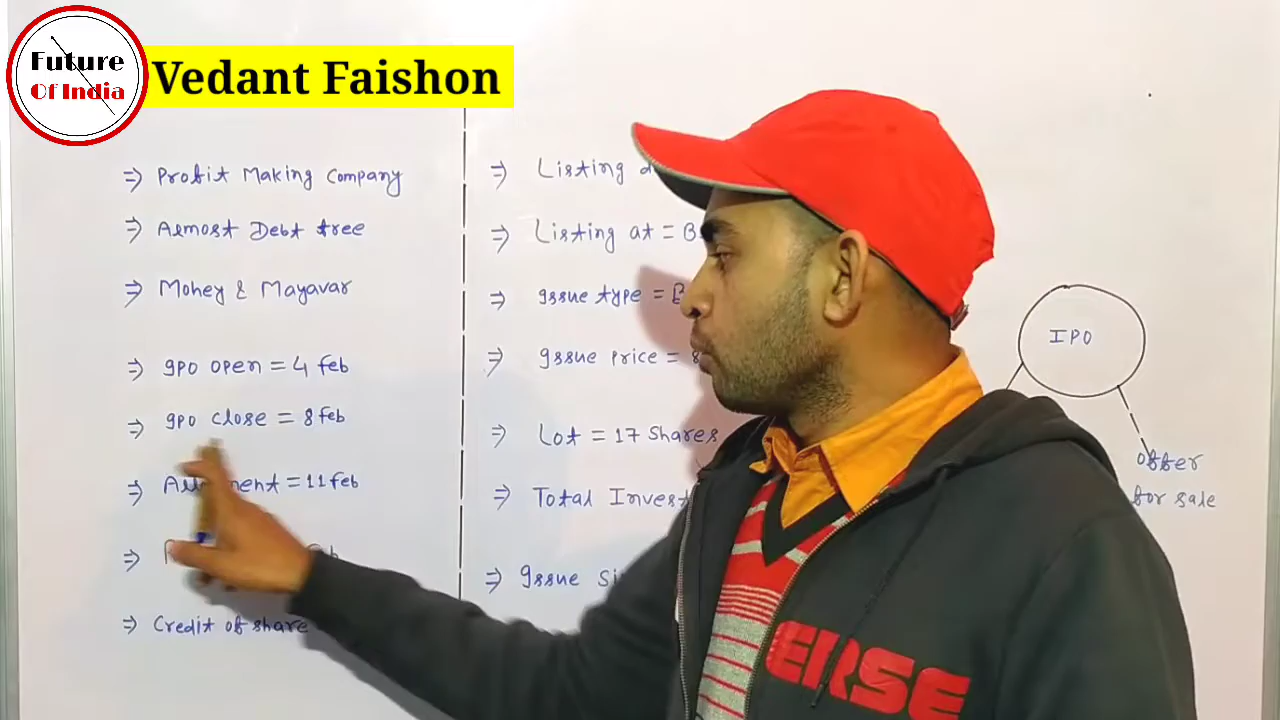 Future
Of India
Vedant Faishon
⇒ Profit Making Company
⇒ Almost Debt free
⇒ Mohey & Mayavar
⇒ IPO open = 4 feb
⇒ IPO close = 8 feb
⇒ = 11 feb
⇒
⇒ Credit of share
⇒ Listing
⇒ Listing at = B
⇒ Issue type = B
⇒ Issue Price = 8
⇒ Lot = 17 Shares
⇒ Total Invest
⇒ Issue Si
IPO
offer
for sale
ERSE